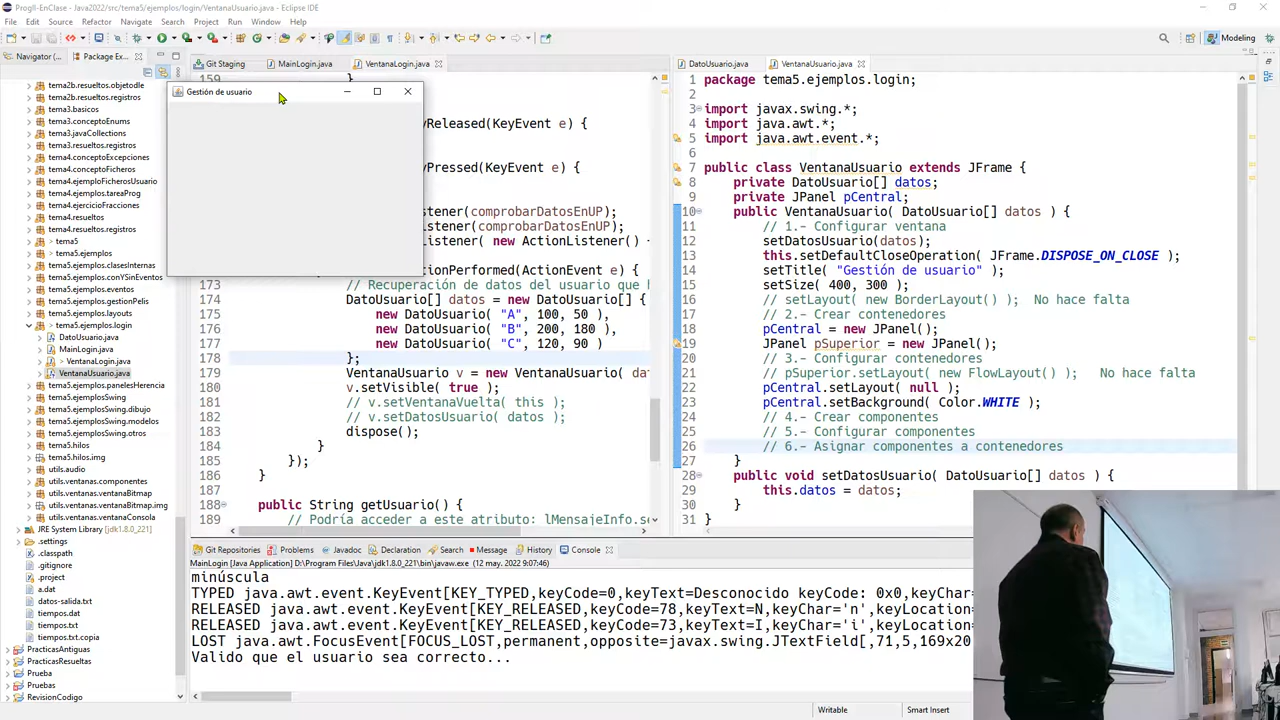 ProgII-EnClase - Java2022/src/tema5/ejemplos/login/VentanaUsuario.java - Eclipse IDE
File Edit Source Refactor Navigate Search Project Run Window Help
Modeling
Navigator (... Package Ex...
tema2b.resueltos.objetodle
tema2b.resueltos.registros
tema3.basicos
tema3.conceptoEnums
tema3.javaCollections
tema3.resueltos.registros
tema4.conceptoExcepciones
tema4.conceptoFicheros
tema4.ejemploFicherosUsuario
tema4.ejemplos.tareaProg
tema4.ejercicioFracciones
tema4.resueltos
tema4.resueltos.registros
> tema5
> tema5.ejemplos
tema5.ejemplos.clasesInternas
tema5.ejemplos.conYSinEventos
tema5.ejemplos.eventos
tema5.ejemplos.gestionPelis
tema5.ejemplos.layouts
> tema5.ejemplos.login
DatoUsuario.java
MainLogin.java
> VentanaLogin.java
VentanaUsuario.java
tema5.ejemplos.panelesHerencia
tema5.ejemplosSwing
tema5.ejemplosSwing.dibujo
tema5.ejemplosSwing.modelos
tema5.ejemplosSwing.otros
tema5.hilos
tema5.hilos.img
utils.audio
utils.ventanas.componentes
utils.ventanas.ventanaBitmap
utils.ventanas.ventanaBitmap.img
utils.ventanas.ventanaConsola
JRE System Library [jdk1.8.0_221]
.settings
.classpath
.gitignore
.project
a.dat
datos-salida.txt
tiempos.dat
tiempos.txt
tiempos.txt.copia
PracticasAntiguas
PracticasResueltas
Prueba
Pruebas
RevisionCodigo
Git Staging MainLogin.java VentanaLogin.java
159 }
Gestión de usuario
yReleased(KeyEvent e) {
yPressed(KeyEvent e) {
stener(comprobarDatosEnUP);
stener(comprobarDatosEnUP);
Listener( new ActionListener()
ctionPerformed(ActionEvent e) {
173 // Recuperación de datos del usuario que h
174 DatoUsuario[] datos = new DatoUsuario[] {
175 new DatoUsuario( "A", 100, 50 ),
176 new DatoUsuario( "B", 200, 180 ),
177 new DatoUsuario( "C", 120, 90 )
178 };
179 VentanaUsuario v = new VentanaUsuario( da
180 v.setVisible( true );
181 // v.setVentanaVuelta( this );
182 // v.setDatosUsuario( datos );
183 dispose();
184 }
185 });
186 }
187
188 public String getUsuario() {
189 // Podría acceder a este atributo: lMensajeInfo.se
DatoUsuario.java VentanaUsuario.java
1 package tema5.ejemplos.login;
2
3 import javax.swing.*;
4 import java.awt.*;
5 import java.awt.event.*;
6
7 public class VentanaUsuario extends JFrame {
8 private DatoUsuario[] datos;
9 private JPanel pCentral;
10 public VentanaUsuario( DatoUsuario[] datos ) {
11 // 1.- Configurar ventana
12 setDatosUsuario(datos);
13 this.setDefaultCloseOperation( JFrame.DISPOSE_ON_CLOSE );
14 setTitle( "Gestión de usuario" );
15 setSize( 400, 300 );
16 // setLayout( new BorderLayout() ); No hace falta
17 // 2.- Crear contenedores
18 pCentral = new JPanel();
19 JPanel pSuperior = new JPanel();
20 // 3.- Configurar contenedores
21 // pSuperior.setLayout( new FlowLayout() ); No hace falta
22 pCentral.setLayout( null );
23 pCentral.setBackground( Color.WHITE );
24 // 4.- Crear componentes
25 // 5.- Configurar componentes
26 // 6.- Asignar componentes a contenedores
27 }
28 public void setDatosUsuario( DatoUsuario[] datos ) {
29 this.datos = datos;
30 }
31 }
Git Repositories Problems Javadoc Declaration Search Message History Console
MainLogin [Java Application] D:\Program Files\Java\jdk1.8.0_221\bin\javaw.exe (12 may. 2022 9:07:46)
minúscula
TYPED java.awt.event.KeyEvent[KEY_TYPED,keyCode=0,keyText=Desconocido keyCode: 0x0,keyChar=
RELEASED java.awt.event.KeyEvent[KEY_RELEASED,keyCode=78,keyText=N,keyChar='n',keyLocation=
RELEASED java.awt.event.KeyEvent[KEY_RELEASED,keyCode=73,keyText=I,keyChar='i',keyLocation=
LOST java.awt.FocusEvent[FOCUS_LOST,permanent,opposite=javax.swing.JTextField[,71,5,169x20
Valido que el usuario sea correcto...
Writable Smart Insert